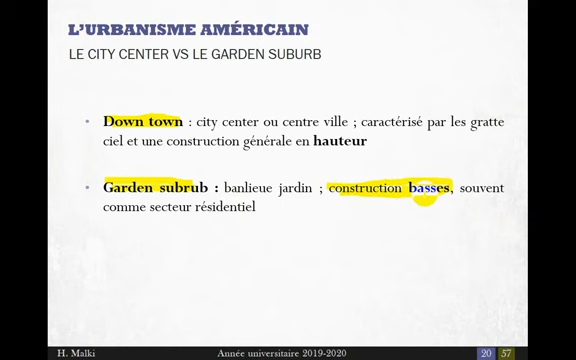 L'URBANISME AMÉRICAIN
LE CITY CENTER VS LE GARDEN SUBURB
• Down town : city center ou centre ville ; caractérisé par les gratte
ciel et une construction générale en hauteur
• Garden subrub : banlieue jardin ; construction basses, souvent
comme secteur résidentiel
H. Malki Année universitaire 2019-2020 20 57